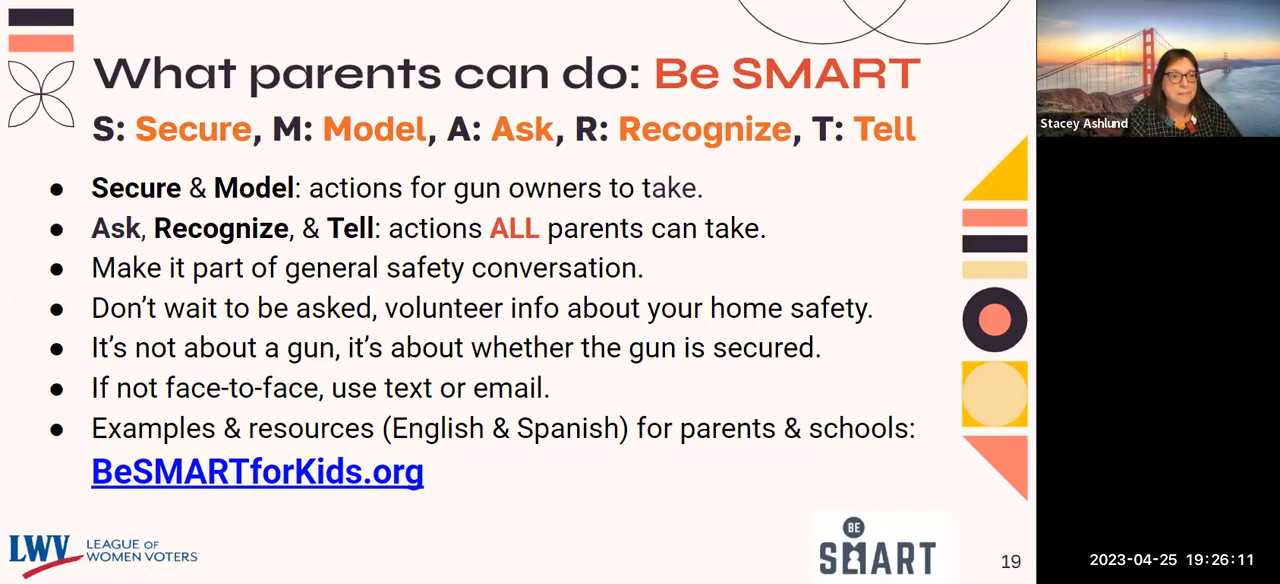 What parents can do: Be SMART
S: Secure, M: Model, A: Ask, R: Recognize, T: Tell
● Secure & Model: actions for gun owners to take.
● Ask, Recognize, & Tell: actions ALL parents can take.
● Make it part of general safety conversation.
● Don’t wait to be asked, volunteer info about your home safety.
● It’s not about a gun, it’s about whether the gun is secured.
● If not face-to-face, use text or email.
● Examples & resources (English & Spanish) for parents & schools:
BeSMARTforKids.org
LWV LEAGUE OF
WOMEN VOTERS
BE
SMART
19
Stacey Ashlund
2023-04-25 19:26:11